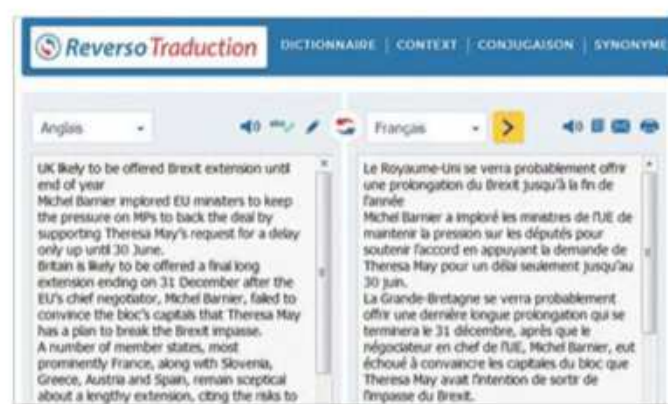 Reverso Traduction
DICTIONNAIRE | CONTEXT | CONJUGAISON | SYNONYME
Anglais
Français
UK likely to be offered Brexit extension until
end of year
Michel Barnier implored EU ministers to keep
the pressure on MPs to back the deal by
supporting Theresa May's request for a delay
only up until 30 June.
Britain is likely to be offered a final long
extension ending on 31 December after the
EU's chief negotiator, Michel Barnier, failed to
convince the bloc's capitals that Theresa May
has a plan to break the Brexit impasse.
A number of member states, most
prominently France, along with Slovenia,
Greece, Austria and Spain, remain sceptical
about a lengthy extension, citing the risks to
Le Royaume-Uni se verra probablement offrir
une prolongation du Brexit jusqu'à la fin de
l'année
Michel Barnier a imploré les ministres de l'UE de
maintenir la pression sur les députés pour
soutenir l'accord en appuyant la demande de
Theresa May pour un délai seulement jusqu'au
30 juin.
La Grande-Bretagne se verra probablement
offrir une dernière longue prolongation qui se
terminera le 31 décembre, après que le
négociateur en chef de l'UE, Michel Barnier, eut
échoué à convaincre les capitales du bloc que
Theresa May avait l'intention de sortir de
l'impasse du Brexit.